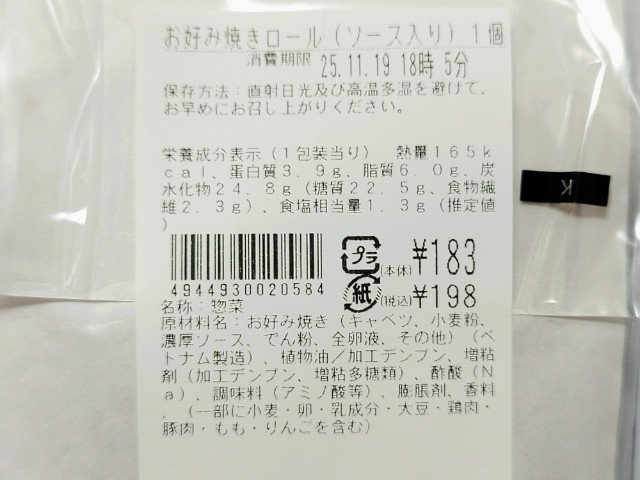 お好み焼きロール(ソース入り)1個
消費期限 25.11.19 18時 5分
保存方法:直射日光及び高温多湿を避けて、
お早めにお召し上がりください。
栄養成分表示(1包装当り) 熱量165k
cal、蛋白質3.9g、脂質6.0g、炭
水化物24.8g(糖質22.5g、食物繊
維2.3g)、食塩相当量1.3g(推定値
)
プラ
(本体) ¥183
紙
(税込) ¥198
4944930020584
名称:惣菜
原材料名:お好み焼き(キャベツ、小麦粉、
濃厚ソース、でん粉、全卵液、その他)(ベ
トナム製造)、植物油/加工デンプン、増粘
剤(加工デンプン、増粘多糖類)、酢酸(N
a)、調味料(アミノ酸等)、膨脹剤、香料
、(一部に小麦・卵・乳成分・大豆・鶏肉・
豚肉・もも・りんごを含む)
K